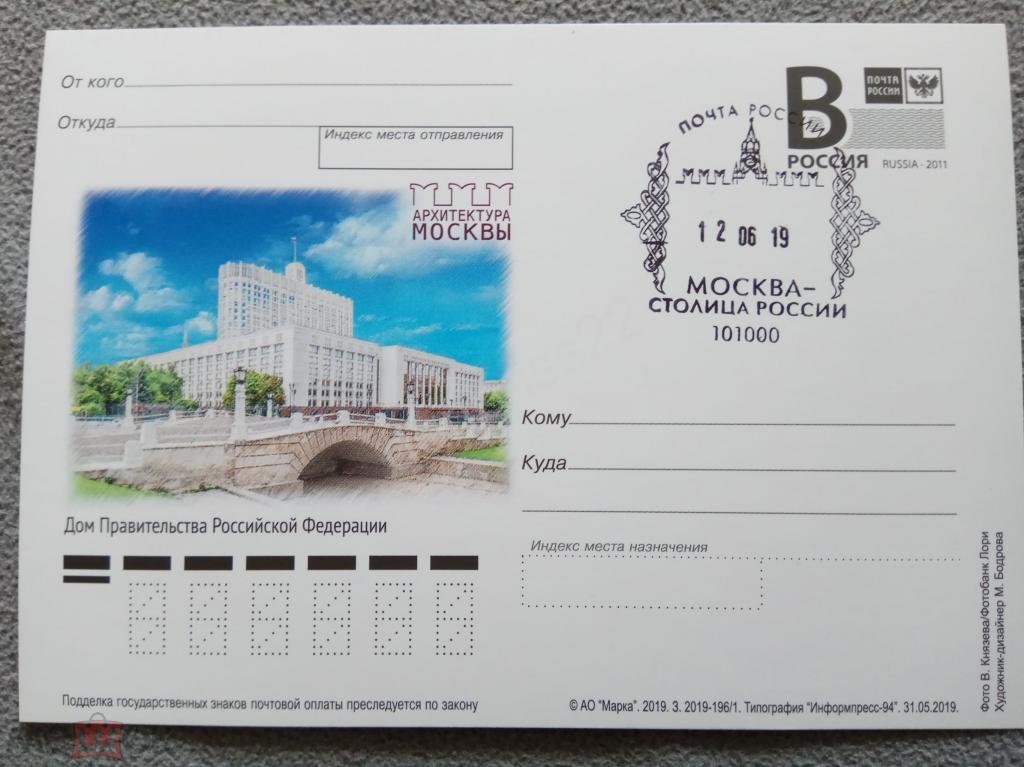 От кого
Откуда
Индекс места отправления
АРХИТЕКТУРА
МОСКВЫ
Дом Правительства Российской Федерации
Подделка государственных знаков почтовой оплаты преследуется по закону
B
ПОЧТА
РОССИИ
РОССИЯ
RUSSIA · 2011
ПОЧТА РОССИИ
12 06 19
МОСКВА-
СТОЛИЦА РОССИИ
101000
Кому
Куда
Индекс места назначения
© АО "Марка". 2019. З. 2019-196/1. Типография "Информпресс-94". 31.05.2019.
Фото В. Князева/Фотобанк Лори
Художник-дизайнер М. Бодрова